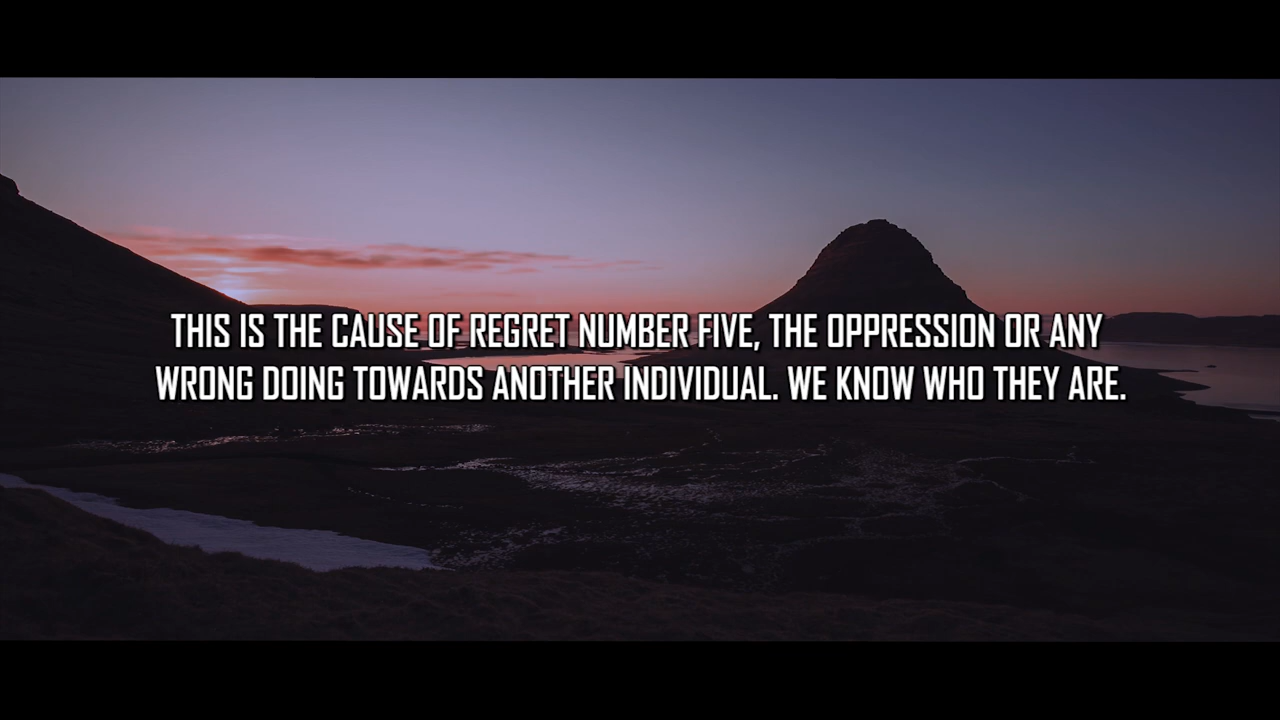 THIS IS THE CAUSE OF REGRET NUMBER FIVE, THE OPPRESSION OR ANY
WRONG DOING TOWARDS ANOTHER INDIVIDUAL. WE KNOW WHO THEY ARE.